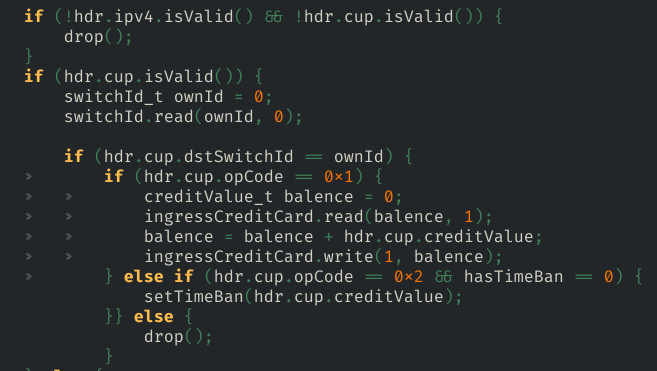 if (!hdr.ipv4.isValid() && !hdr.cup.isValid()) {
drop();
}
if (hdr.cup.isValid()) {
switchId_t ownId = 0;
switchId.read(ownId, 0);
if (hdr.cup.dstSwitchId == ownId) {
if (hdr.cup.opCode == 0x1) {
creditValue_t balence = 0;
ingressCreditCard.read(balence, 1);
balence = balence + hdr.cup.creditValue;
ingressCreditCard.write(1, balence);
} else if (hdr.cup.opCode == 0x2 && hasTimeBan == 0) {
setTimeBan(hdr.cup.creditValue);
}} else {
drop();
}